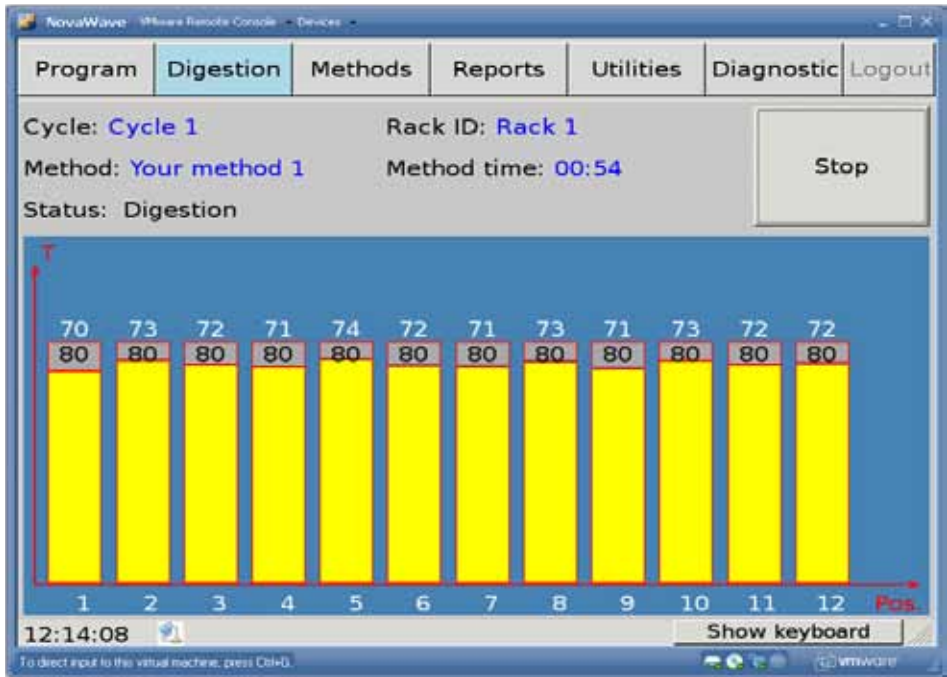 NovaWave VMware Remote Console Devices
Program Digestion Methods Reports Utilities Diagnostic Logout
Cycle: Cycle 1 Rack ID: Rack 1
Method: Your method 1 Method time: 00:54
Stop
Status: Digestion
T
70 73 72 71 74 72 71 73 71 73 72 72
80 80 80 80 80 80 80 80 80 80 80 80
1 2 3 4 5 6 7 8 9 10 11 12 Pos.
12:14:08 Show keyboard
To direct input to this virtual machine, press Ctrl+G. vmware